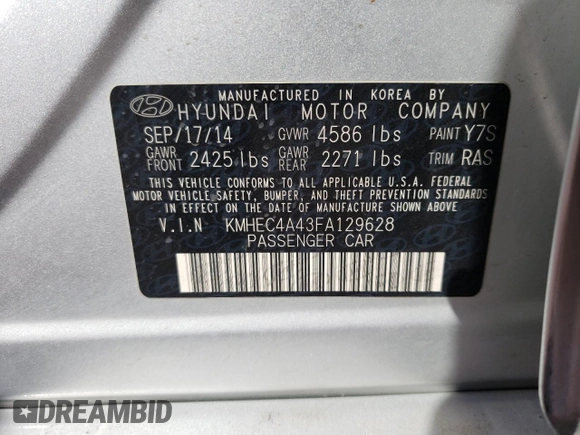 MANUFACTURED IN KOREA BY
HYUNDAI MOTOR COMPANY
SEP/17/14 GVWR 4586 lbs PAINT Y7S
GAWR FRONT 2425 lbs GAWR REAR 2271 lbs TRIM RAS
THIS VEHICLE CONFORMS TO ALL APPLICABLE U.S.A. FEDERAL
MOTOR VEHICLE SAFETY, BUMPER, AND THEFT PREVENTION STANDARDS
IN EFFECT ON THE DATE OF MANUFACTURE SHOWN ABOVE
V.I.N KMHEC4A43FA129628
PASSENGER CAR
DREAMBID